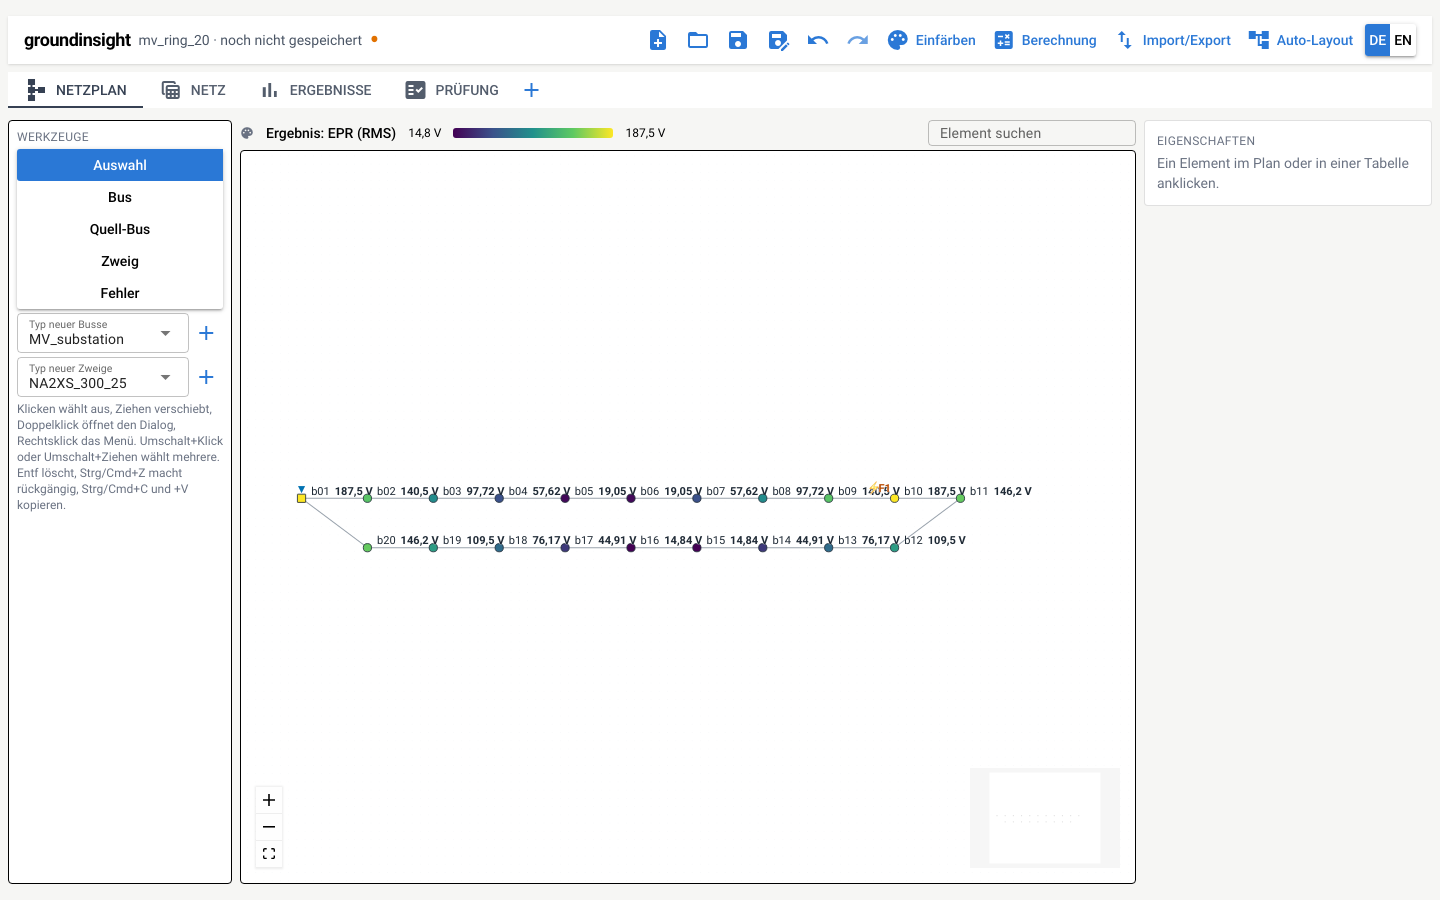 groundinsight mv_ring_20 · noch nicht gespeichert
Einfärben
Berechnung
Import/Export
Auto-Layout
DE EN
NETZPLAN
NETZ
ERGEBNISSE
PRÜFUNG
WERKZEUGE
Auswahl
Bus
Quell-Bus
Zweig
Fehler
Typ neuer Busse
MV_substation
Typ neuer Zweige
NA2XS_300_25
Klicken wählt aus, Ziehen verschiebt,
Doppelklick öffnet den Dialog,
Rechtsklick das Menü. Umschalt+Klick
oder Umschalt+Ziehen wählt mehrere.
Entf löscht, Strg/Cmd+Z macht
rückgängig, Strg/Cmd+C und +V
kopieren.
Ergebnis: EPR (RMS) 14,8 V 187,5 V
Element suchen
b01 187,5 V b02 140,5 V b03 97,72 V b04 57,62 V b05 19,05 V b06 19,05 V b07 57,62 V b08 97,72 V b09 140,5 V b10 187,5 V b11 146,2 V
b20 146,2 V b19 109,5 V b18 76,17 V b17 44,91 V b16 14,84 V b15 14,84 V b14 44,91 V b13 76,17 V b12 109,5 V
EIGENSCHAFTEN
Ein Element im Plan oder in einer Tabelle
anklicken.